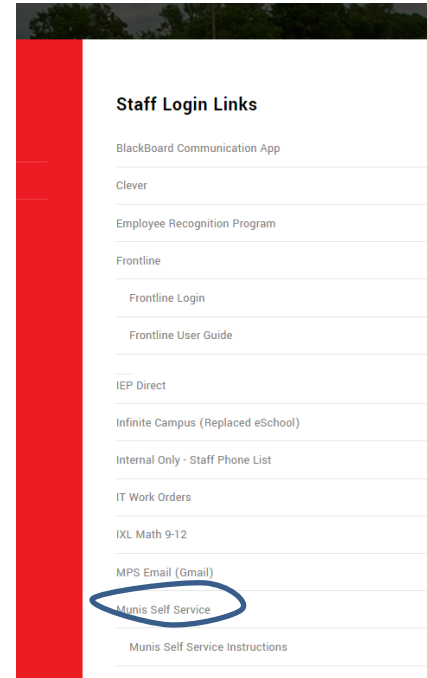 Staff Login Links
BlackBoard Communication App
Clever
Employee Recognition Program
Frontline
Frontline Login
Frontline User Guide
IEP Direct
Infinite Campus (Replaced eSchool)
Internal Only - Staff Phone List
IT Work Orders
IXL Math 9-12
MPS Email (Gmail)
Munis Self Service
Munis Self Service Instructions